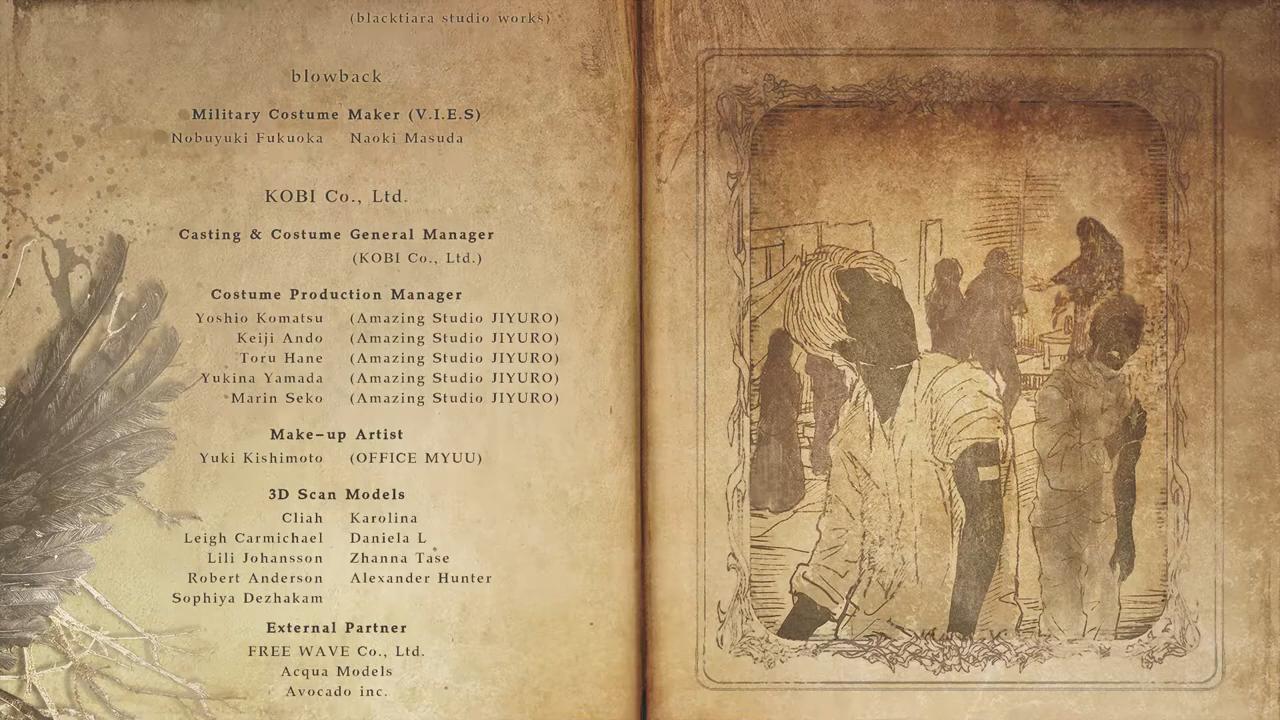 (blacktiara studio works)
blowback
Military Costume Maker (V.I.E.S)
Nobuyuki Fukuoka Naoki Masuda
KOBI Co., Ltd.
Casting & Costume General Manager
(KOBI Co., Ltd.)
Costume Production Manager
Yoshio Komatsu (Amazing Studio JIYURO)
Keiji Ando (Amazing Studio JIYURO)
Toru Hane (Amazing Studio JIYURO)
Yukina Yamada (Amazing Studio JIYURO)
Marin Seko (Amazing Studio JIYURO)
Make-up Artist
Yuki Kishimoto (OFFICE MYUU)
3D Scan Models
Cliah Karolina
Leigh Carmichael Daniela L
Lili Johansson Zhanna Tase
Robert Anderson Alexander Hunter
Sophiya Dezhakam
External Partner
FREE WAVE Co., Ltd.
Acqua Models
Avocado inc.